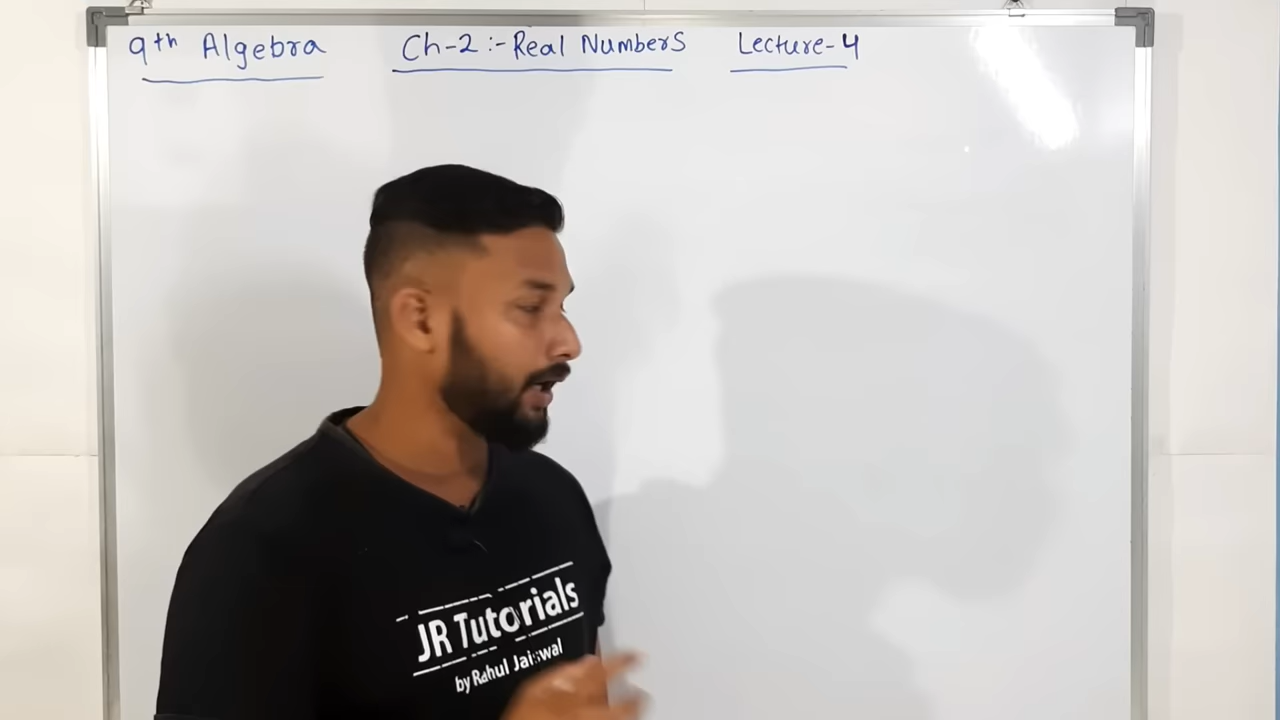 9th Algebra Ch-2 :- Real Numbers Lecture-4
JR Tutorials
by Rahul Jaiswal